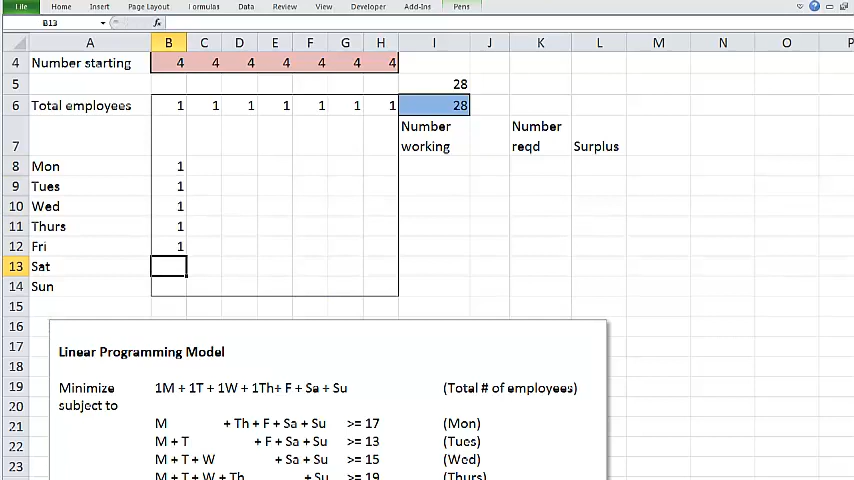 File Home Insert Page Layout Formulas Data Review View Developer Add-Ins Pens
B13 fx
A B C D E F G H I J K L M N O P
4 Number starting 4 4 4 4 4 4 4
5 28
6 Total employees 1 1 1 1 1 1 1 28
7 Number working Number reqd Surplus
8 Mon 1
9 Tues 1
10 Wed 1
11 Thurs 1
12 Fri 1
13 Sat
14 Sun
15
16
17 Linear Programming Model
18
19 Minimize 1M + 1T + 1W + 1Th+ F + Sa + Su (Total # of employees)
20 subject to
21 M + Th + F + Sa + Su >= 17 (Mon)
22 M + T + F + Sa + Su >= 13 (Tues)
23 M + T + W + Sa + Su >= 15 (Wed)
M + T + W + Th + Su >= 19 (Thurs)